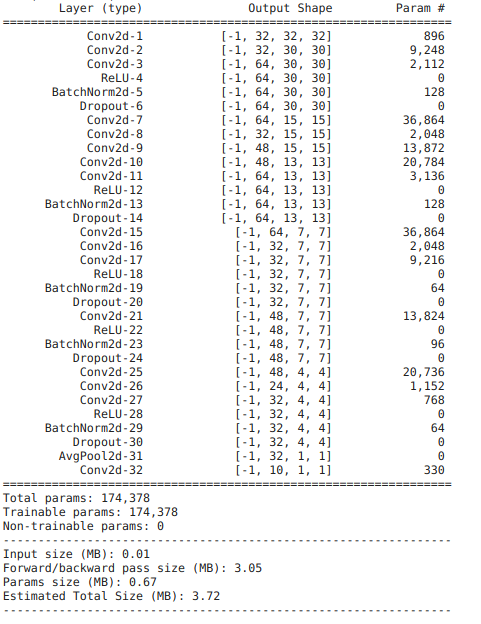 Layer (type) Output Shape Param #
================================================================
Conv2d-1 [-1, 32, 32, 32] 896
Conv2d-2 [-1, 32, 30, 30] 9,248
Conv2d-3 [-1, 64, 30, 30] 2,112
ReLU-4 [-1, 64, 30, 30] 0
BatchNorm2d-5 [-1, 64, 30, 30] 128
Dropout-6 [-1, 64, 30, 30] 0
Conv2d-7 [-1, 64, 15, 15] 36,864
Conv2d-8 [-1, 32, 15, 15] 2,048
Conv2d-9 [-1, 48, 15, 15] 13,872
Conv2d-10 [-1, 48, 13, 13] 20,784
Conv2d-11 [-1, 64, 13, 13] 3,136
ReLU-12 [-1, 64, 13, 13] 0
BatchNorm2d-13 [-1, 64, 13, 13] 128
Dropout-14 [-1, 64, 13, 13] 0
Conv2d-15 [-1, 64, 7, 7] 36,864
Conv2d-16 [-1, 32, 7, 7] 2,048
Conv2d-17 [-1, 32, 7, 7] 9,216
ReLU-18 [-1, 32, 7, 7] 0
BatchNorm2d-19 [-1, 32, 7, 7] 64
Dropout-20 [-1, 32, 7, 7] 0
Conv2d-21 [-1, 48, 7, 7] 13,824
ReLU-22 [-1, 48, 7, 7] 0
BatchNorm2d-23 [-1, 48, 7, 7] 96
Dropout-24 [-1, 48, 7, 7] 0
Conv2d-25 [-1, 48, 4, 4] 20,736
Conv2d-26 [-1, 24, 4, 4] 1,152
Conv2d-27 [-1, 32, 4, 4] 768
ReLU-28 [-1, 32, 4, 4] 0
BatchNorm2d-29 [-1, 32, 4, 4] 64
Dropout-30 [-1, 32, 4, 4] 0
AvgPool2d-31 [-1, 32, 1, 1] 0
Conv2d-32 [-1, 10, 1, 1] 330
================================================================
Total params: 174,378
Trainable params: 174,378
Non-trainable params: 0
----------------------------------------------------------------
Input size (MB): 0.01
Forward/backward pass size (MB): 3.05
Params size (MB): 0.67
Estimated Total Size (MB): 3.72
----------------------------------------------------------------